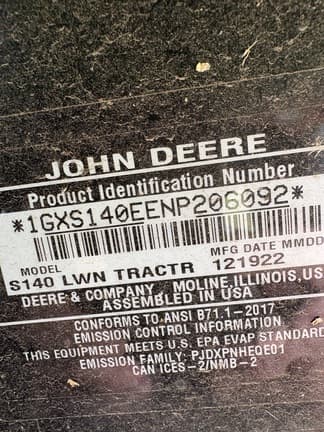 JOHN DEERE
Product Identification Number
*1GXS140EENP206092*
MODEL MFG DATE MMDD
S140 LWN TRACTR 121922
DEERE & COMPANY MOLINE, ILLINOIS, US
ASSEMBLED IN USA
CONFORMS TO ANSI B71.1-2017
EMISSION CONTROL INFORMATION
THIS EQUIPMENT MEETS U.S. EPA EVAP STANDAR
EMISSION FAMILY: PJDXPNHEQE01
CAN ICES-2/NMB-2